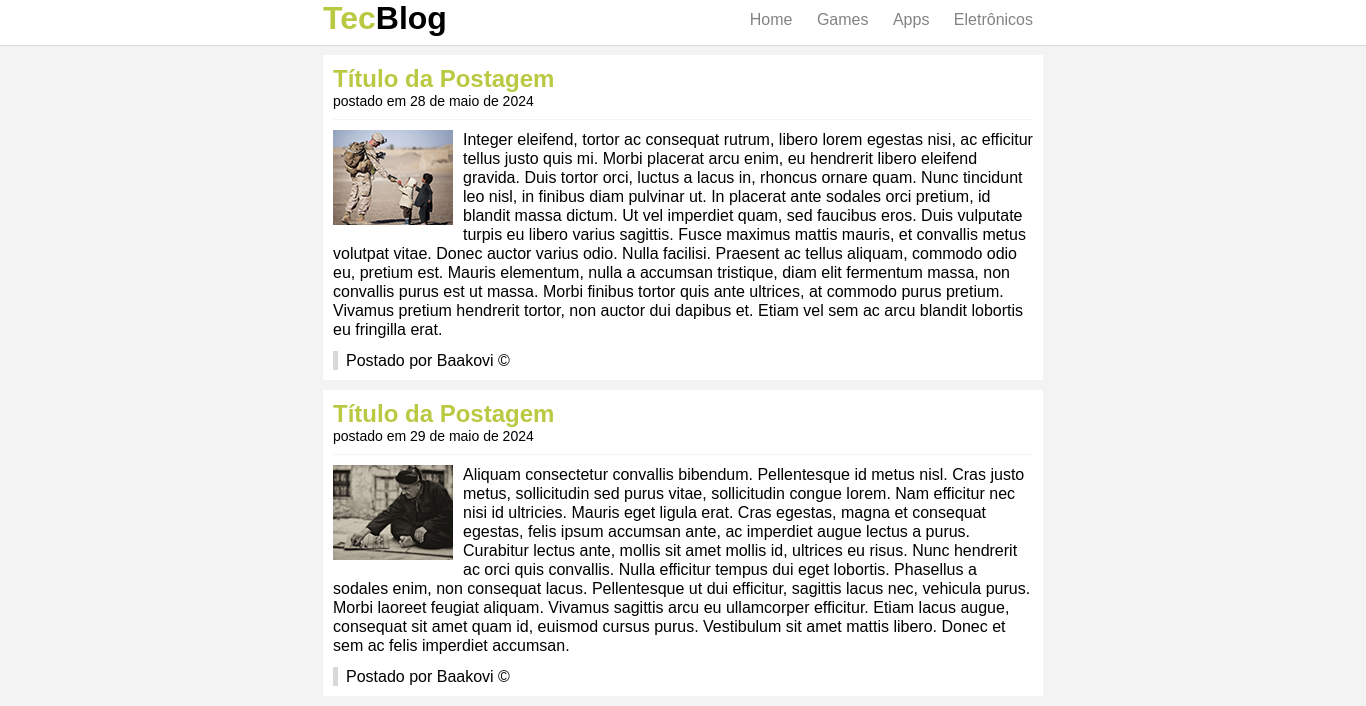 TecBlog
Home Games Apps Eletrônicos
Título da Postagem
postado em 28 de maio de 2024
Integer eleifend, tortor ac consequat rutrum, libero lorem egestas nisi, ac efficitur
tellus justo quis mi. Morbi placerat arcu enim, eu hendrerit libero eleifend
gravida. Duis tortor orci, luctus a lacus in, rhoncus ornare quam. Nunc tincidunt
leo nisl, in finibus diam pulvinar ut. In placerat ante sodales orci pretium, id
blandit massa dictum. Ut vel imperdiet quam, sed faucibus eros. Duis vulputate
turpis eu libero varius sagittis. Fusce maximus mattis mauris, et convallis metus
volutpat vitae. Donec auctor varius odio. Nulla facilisi. Praesent ac tellus aliquam, commodo odio
eu, pretium est. Mauris elementum, nulla a accumsan tristique, diam elit fermentum massa, non
convallis purus est ut massa. Morbi finibus tortor quis ante ultrices, at commodo purus pretium.
Vivamus pretium hendrerit tortor, non auctor dui dapibus et. Etiam vel sem ac arcu blandit lobortis
eu fringilla erat.
Postado por Baakovi ©
Título da Postagem
postado em 29 de maio de 2024
Aliquam consectetur convallis bibendum. Pellentesque id metus nisl. Cras justo
metus, sollicitudin sed purus vitae, sollicitudin congue lorem. Nam efficitur nec
nisi id ultricies. Mauris eget ligula erat. Cras egestas, magna et consequat
egestas, felis ipsum accumsan ante, ac imperdiet augue lectus a purus.
Curabitur lectus ante, mollis sit amet mollis id, ultrices eu risus. Nunc hendrerit
ac orci quis convallis. Nulla efficitur tempus dui eget lobortis. Phasellus a
sodales enim, non consequat lacus. Pellentesque ut dui efficitur, sagittis lacus nec, vehicula purus.
Morbi laoreet feugiat aliquam. Vivamus sagittis arcu eu ullamcorper efficitur. Etiam lacus augue,
consequat sit amet quam id, euismod cursus purus. Vestibulum sit amet mattis libero. Donec et
sem ac felis imperdiet accumsan.
Postado por Baakovi ©